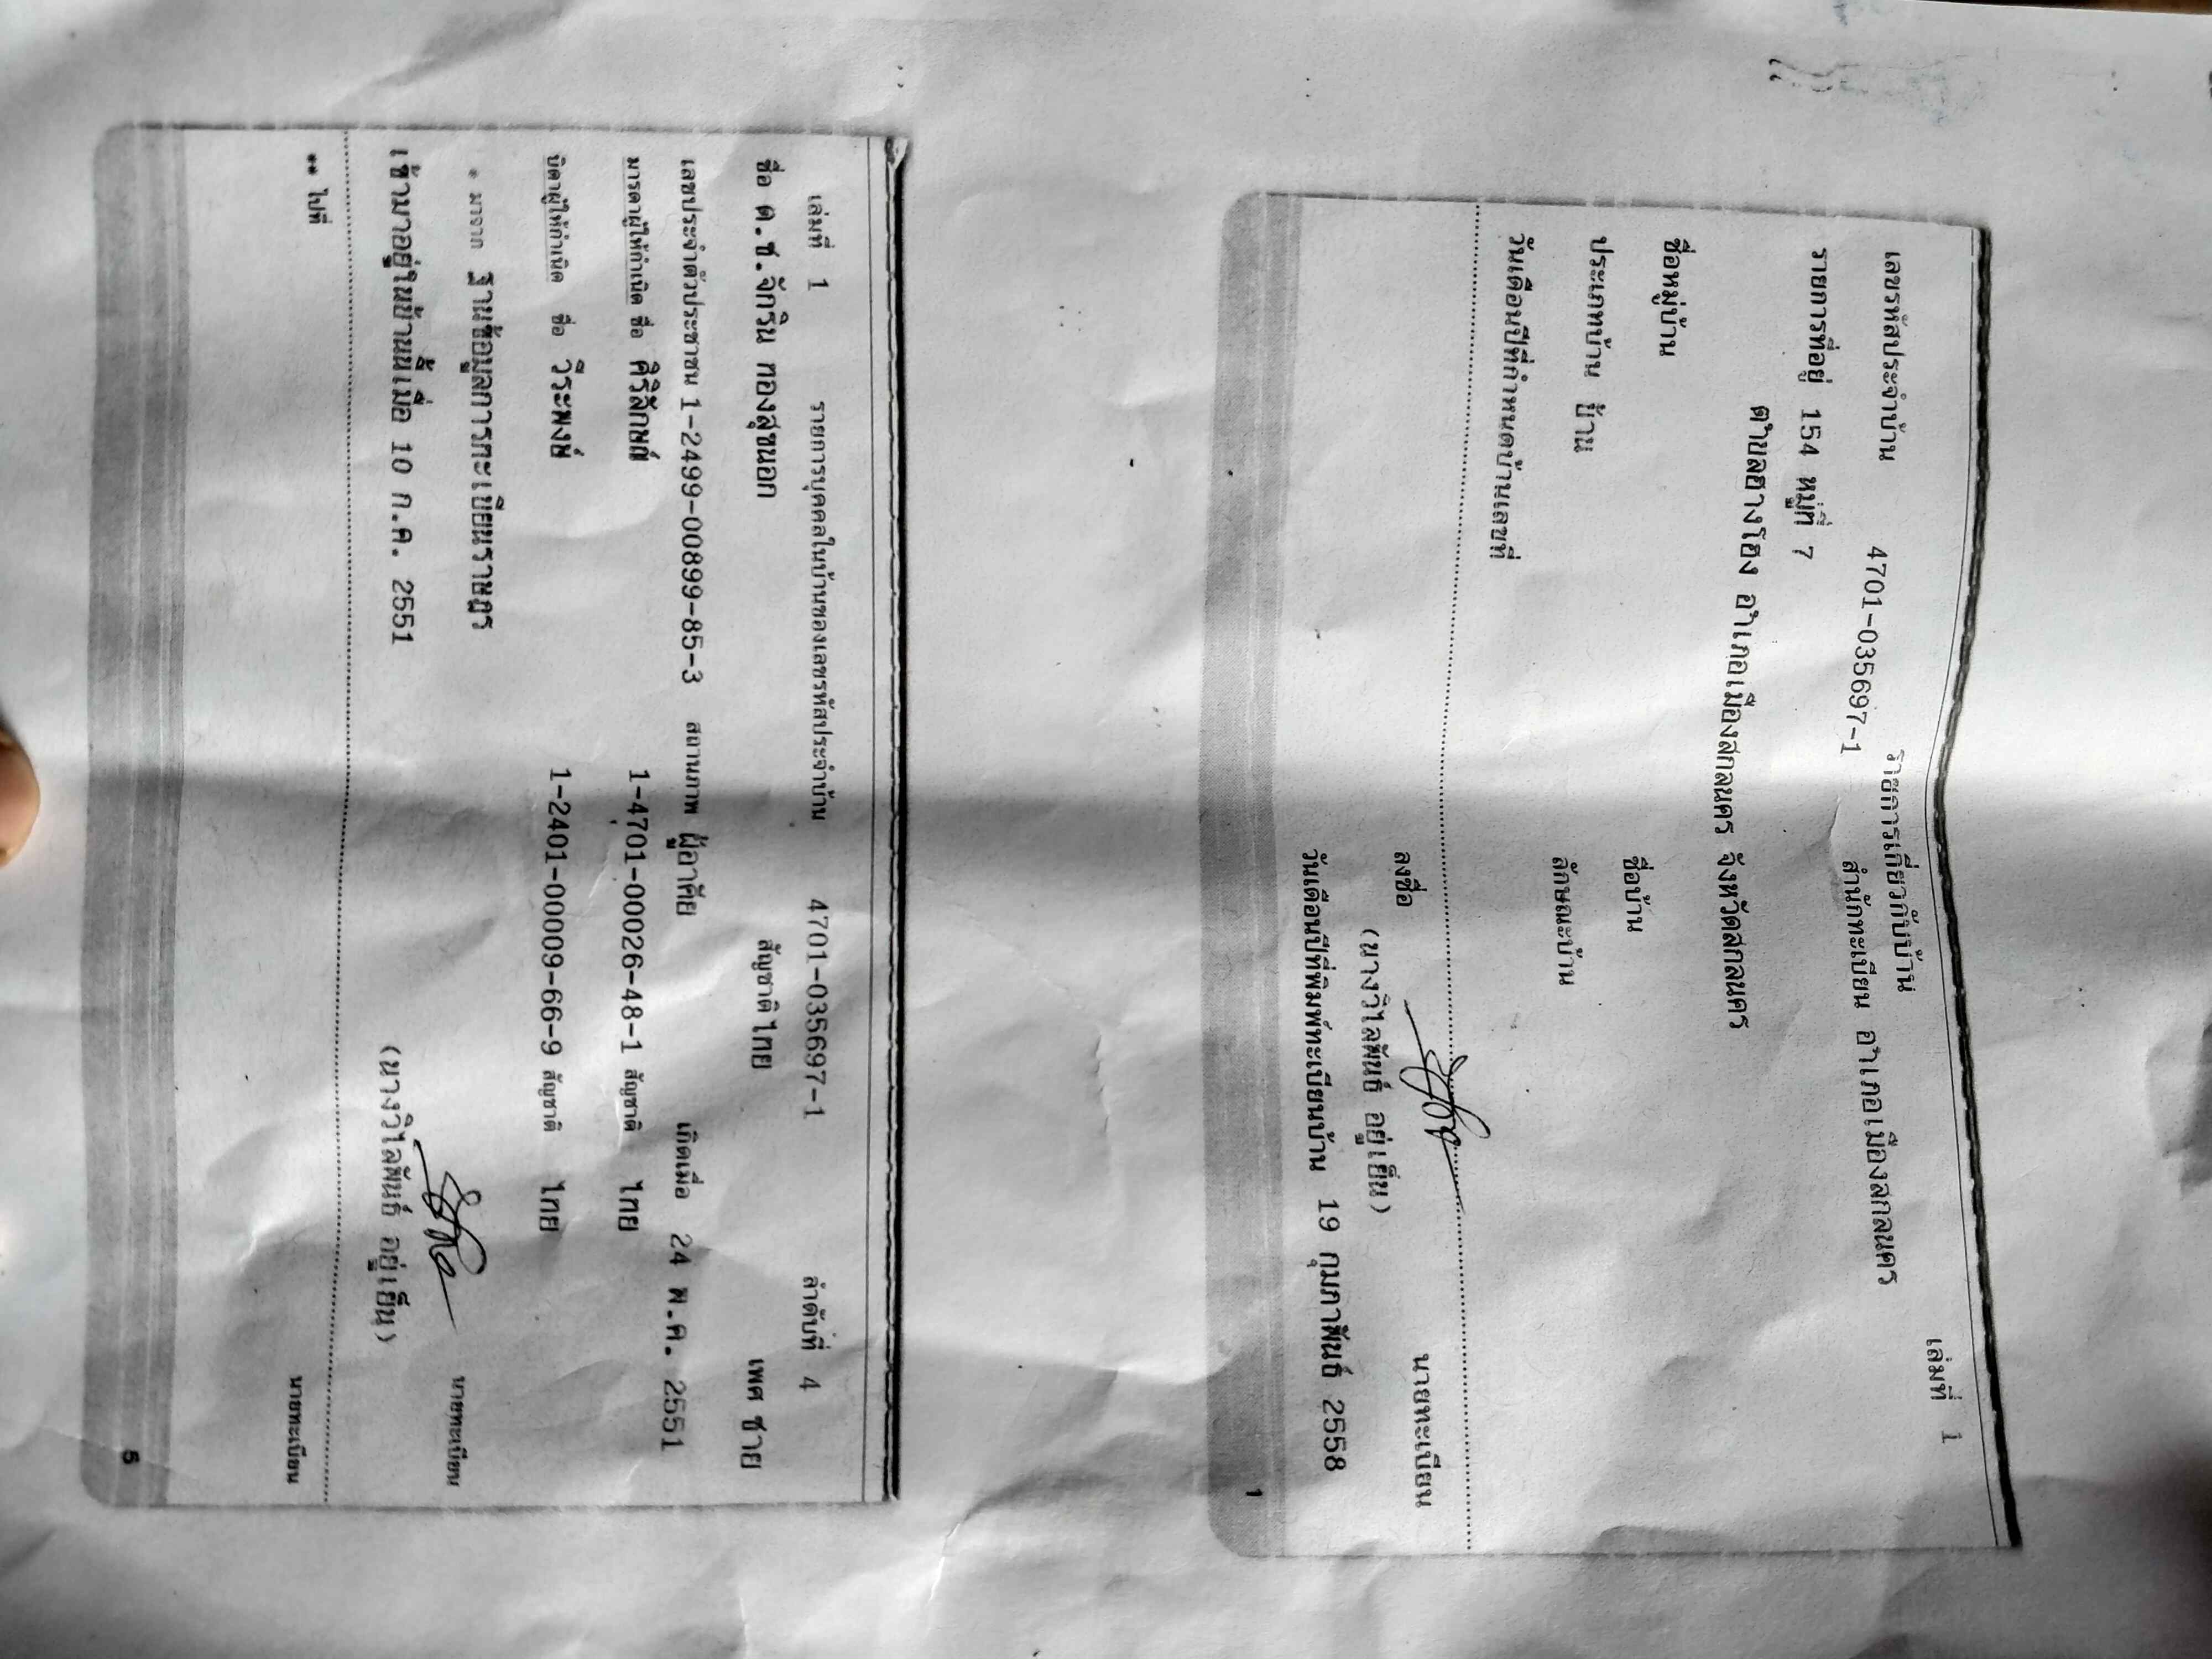 รายการเกี่ยวกับบ้าน เล่มที่ 1
เลขรหัสประจำบ้าน 4701-035697-1 สำนักทะเบียน อำเภอเมืองสกลนคร
รายการที่อยู่ 154 หมู่ที่ 7
ตำบลฮางโฮง อำเภอเมืองสกลนคร จังหวัดสกลนคร
ชื่อหมู่บ้าน ชื่อบ้าน
ประเภทบ้าน บ้าน ลักษณะบ้าน
วันเดือนปีที่กำหนดบ้านเลขที่
ลงชื่อ นายทะเบียน
(นางวิไลพันธ์ อยู่เย็น)
วันเดือนปีที่พิมพ์ทะเบียนบ้าน 19 กุมภาพันธ์ 2558
1
เล่มที่ 1 รายการบุคคลในบ้านของเลขรหัสประจำบ้าน 4701-035697-1 ลำดับที่ 4
ชื่อ ด.ช.จักริน ทองสุขนอก สัญชาติ ไทย เพศ ชาย
เลขประจำตัวประชาชน 1-2499-00899-85-3 สถานภาพ ผู้อาศัย เกิดเมื่อ 24 พ.ค. 2551
มารดาผู้ให้กำเนิด ชื่อ ศิริลักษณ์ 1-4701-00026-48-1 สัญชาติ ไทย
บิดาผู้ให้กำเนิด ชื่อ วีระพงษ์ 1-2401-00009-66-9 สัญชาติ ไทย
* มาจาก ฐานข้อมูลการทะเบียนราษฎร นายทะเบียน
เข้ามาอยู่ในบ้านนี้เมื่อ 10 ก.ค. 2551 (นางวิไลพันธ์ อยู่เย็น)
** ไปที่ นายทะเบียน
5